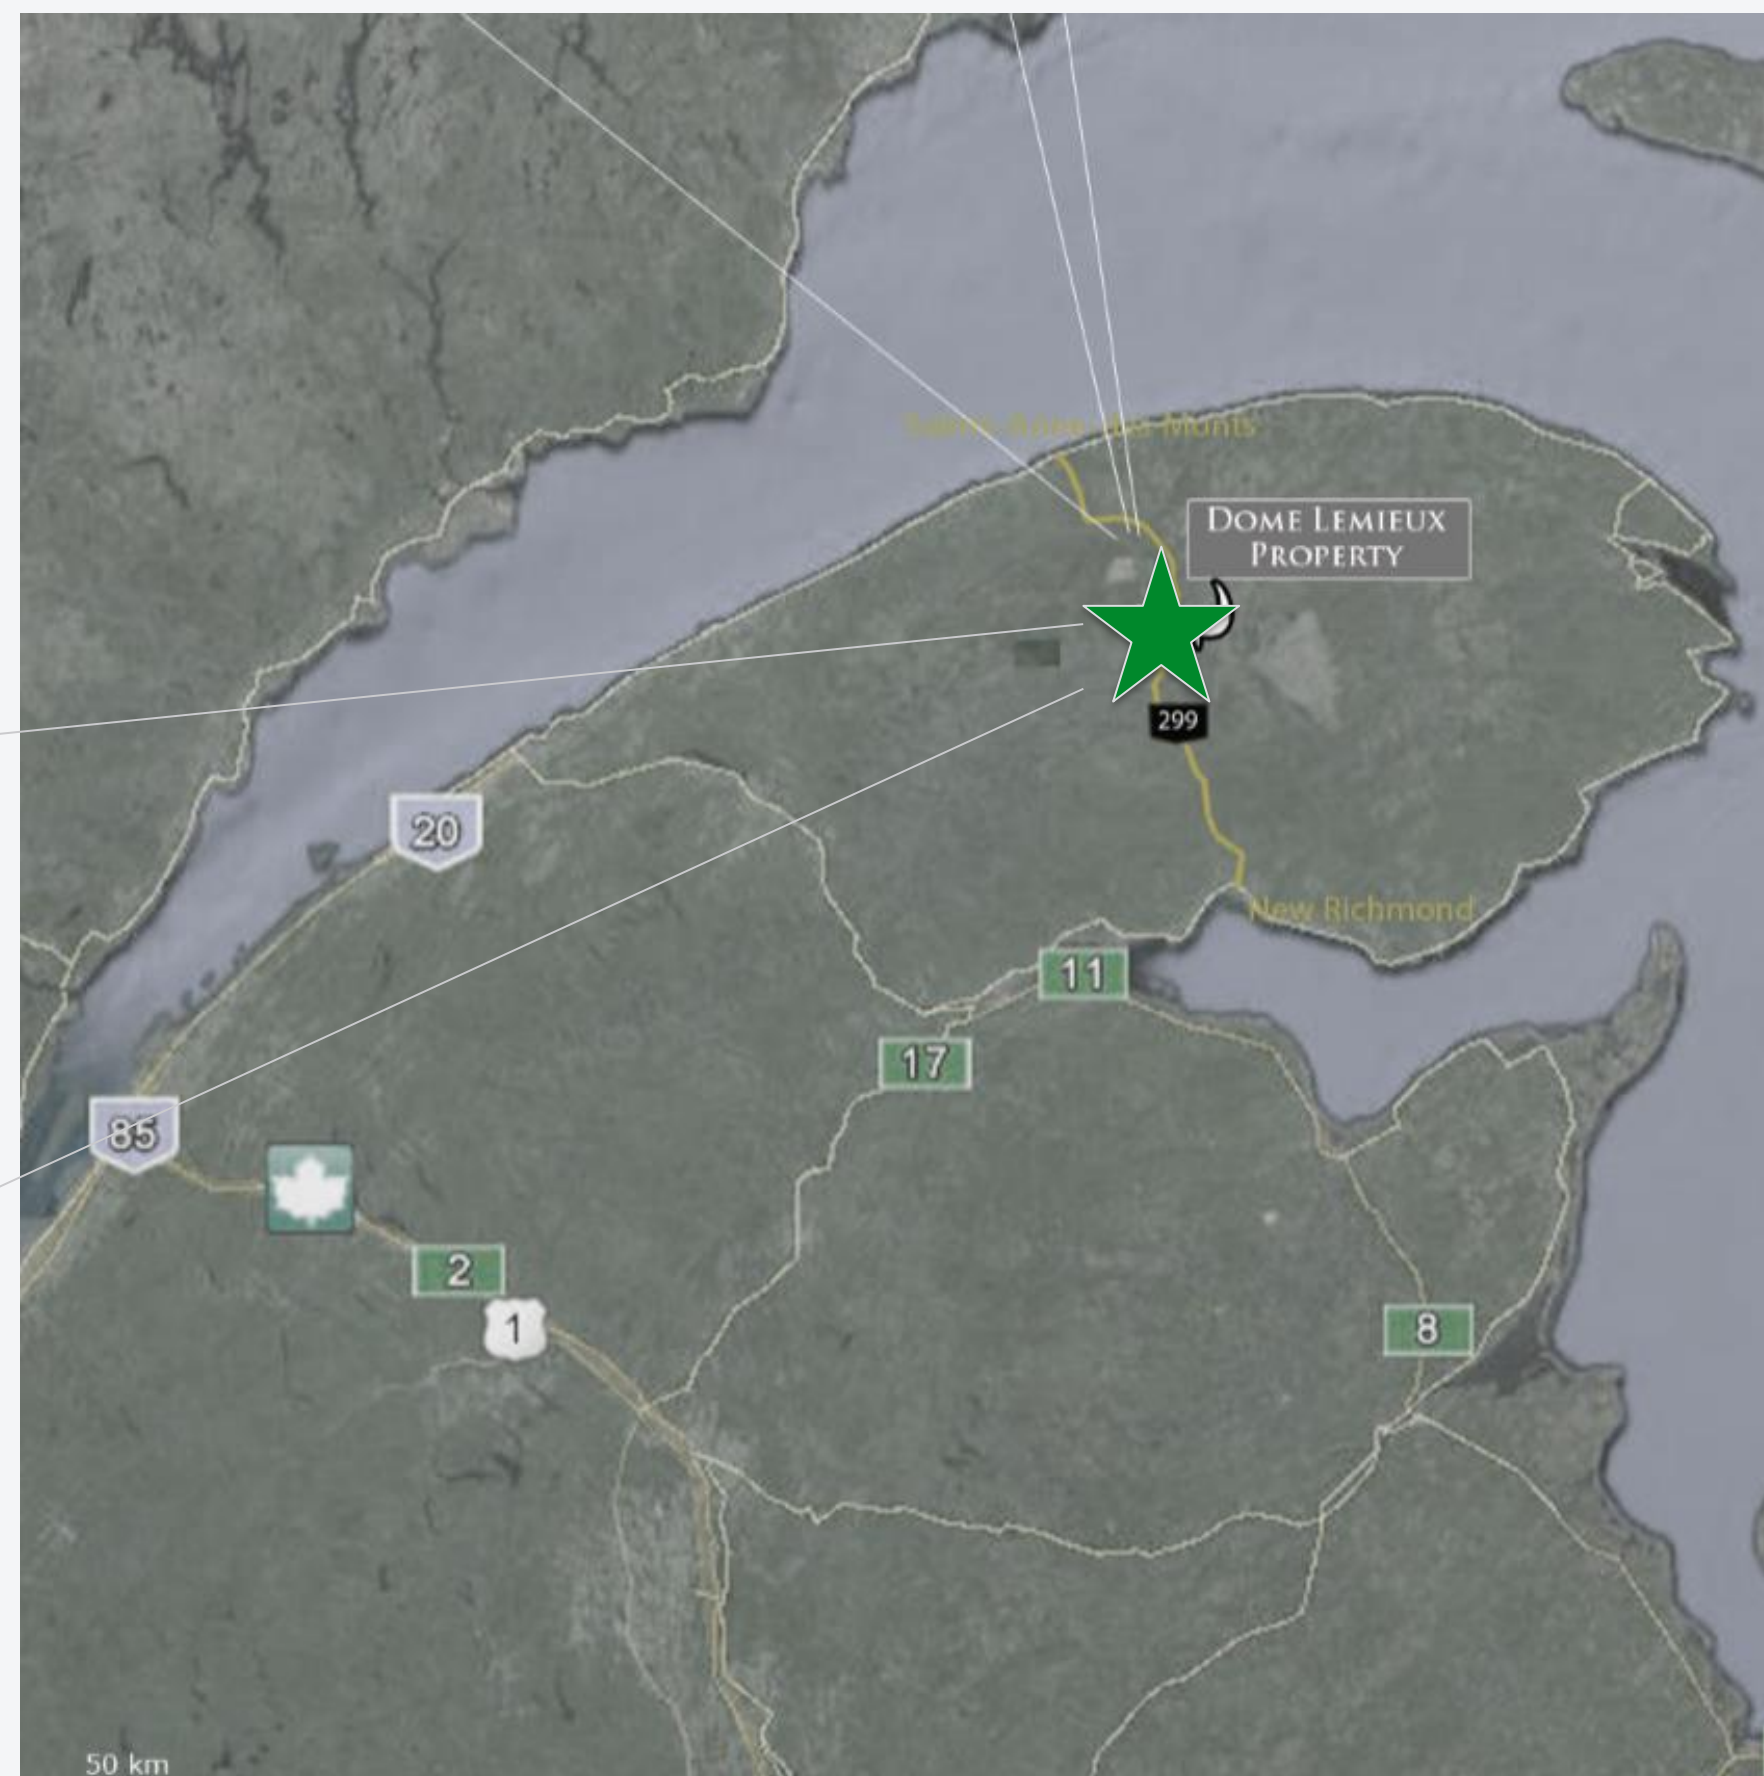 Sainte-Anne-des-Monts
DOME LEMIEUX
PROPERTY
299
20
New Richmond
11
17
85
2
1
8
50 km